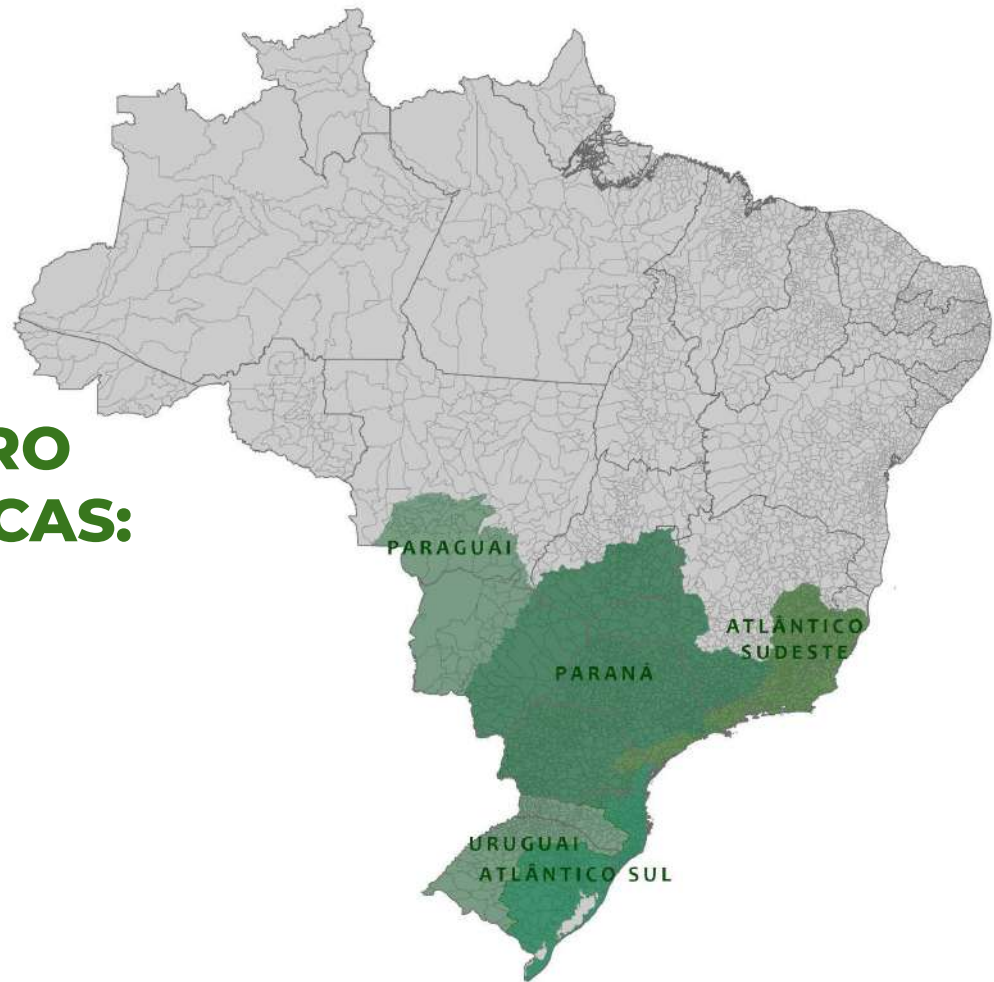 RO
CAS:
PARAGUAI
ATLÂNTICO
SUDESTE
PARANÁ
URUGUAI
ATLÂNTICO SUL